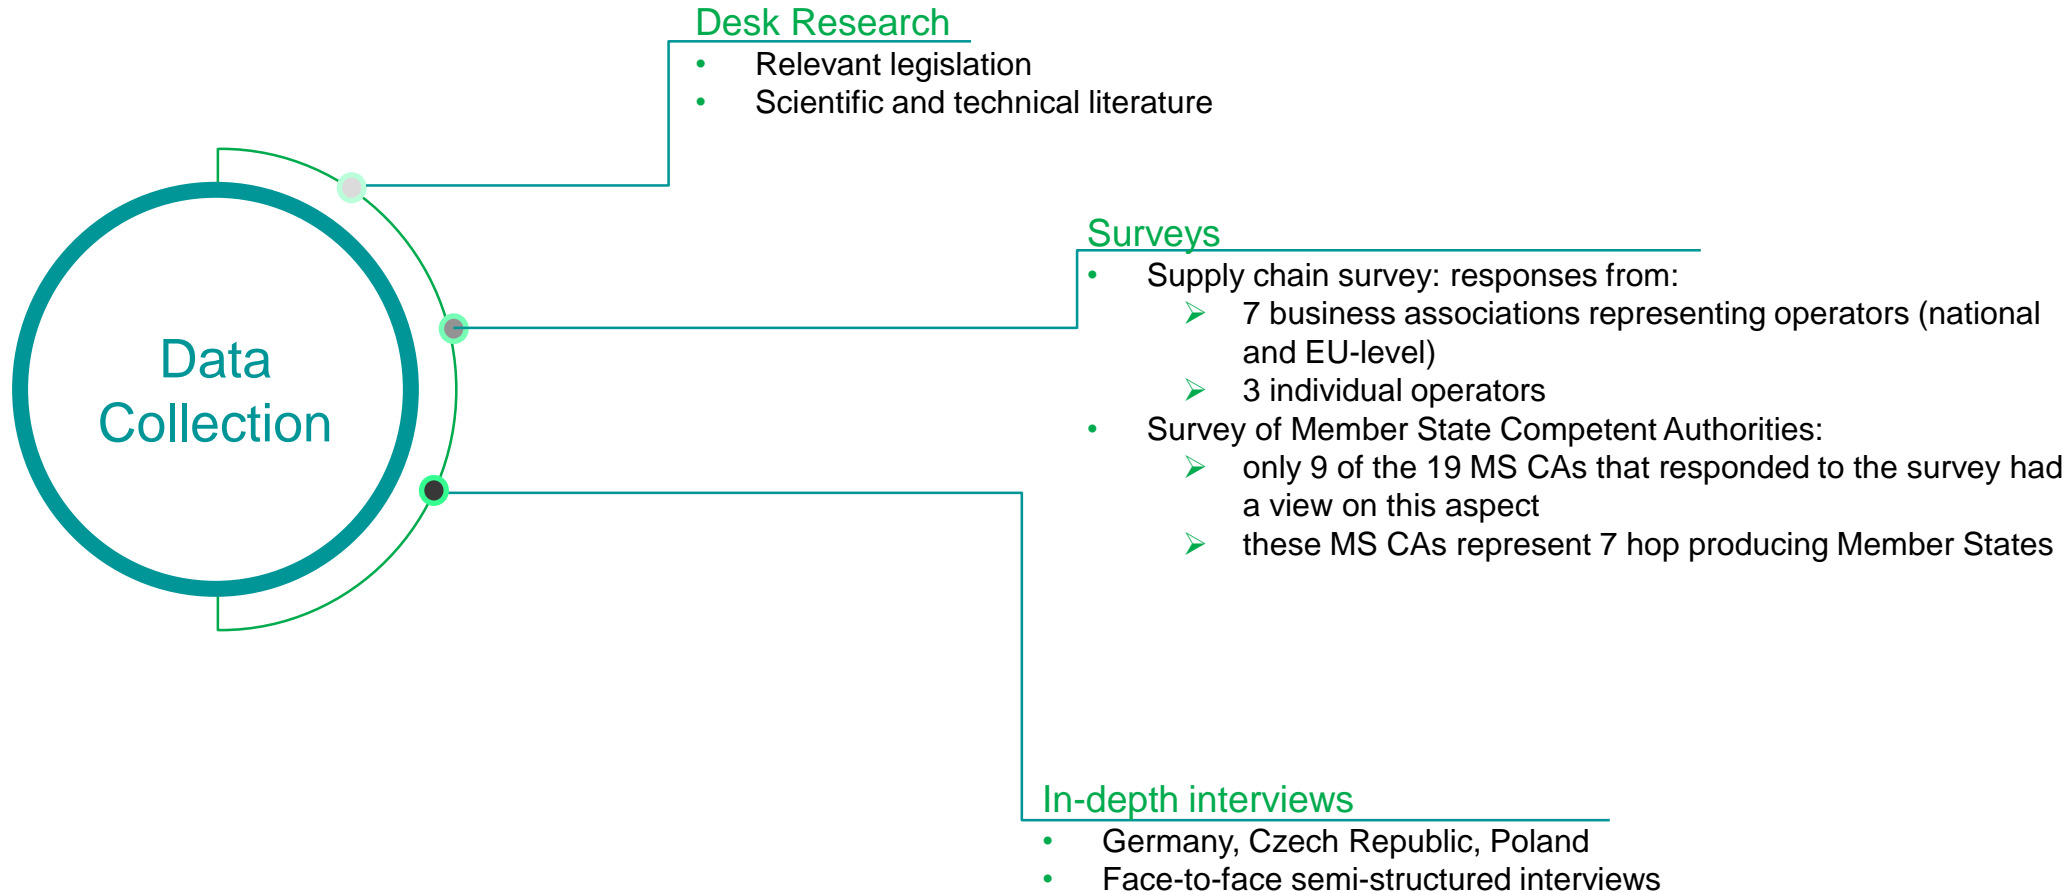 Desk Research
• Relevant legislation
• Scientific and technical literature
Data
Collection
Surveys
• Supply chain survey: responses from:
➢ 7 business associations representing operators (national
and EU-level)
➢ 3 individual operators
• Survey of Member State Competent Authorities:
➢ only 9 of the 19 MS CAs that responded to the survey had
a view on this aspect
➢ these MS CAs represent 7 hop producing Member States
In-depth interviews
• Germany, Czech Republic, Poland
• Face-to-face semi-structured interviews